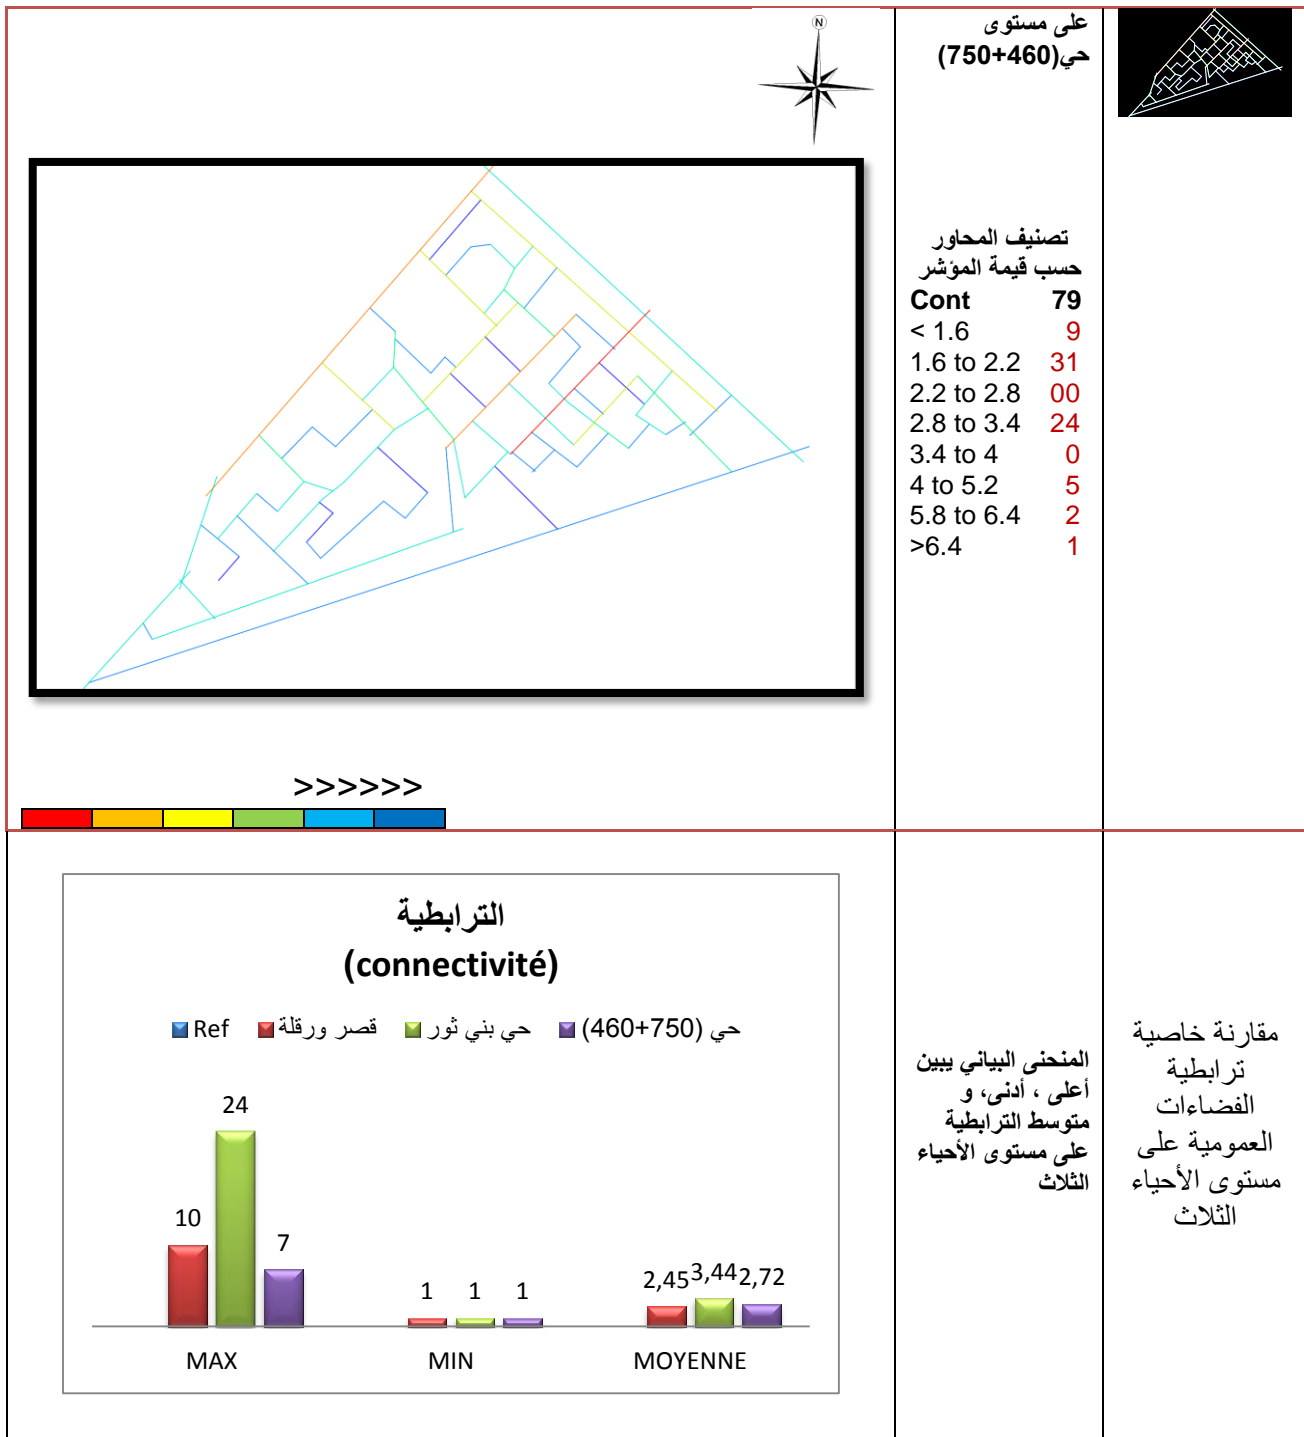 N
على مستوى
حي(460+750)
تصنيف المحاور
حسب قيمة المؤشر
Cont 79
< 1.6 9
1.6 to 2.2 31
2.2 to 2.8 00
2.8 to 3.4 24
3.4 to 4 0
4 to 5.2 5
5.8 to 6.4 2
>6.4 1
>>>>>>
الترابطية
(connectivité)
Ref قصر ورقلة حي بني ثور حي (460+750)
24
10
7
1 1 1
2,45 3,44 2,72
MAX MIN MOYENNE
المنحنى البياني يبين
أعلى ، أدنى، و
متوسط الترابطية
على مستوى الأحياء
الثلاث
مقارنة خاصية
ترابطية
الفضاءات
العمومية على
مستوى الأحياء
الثلاث